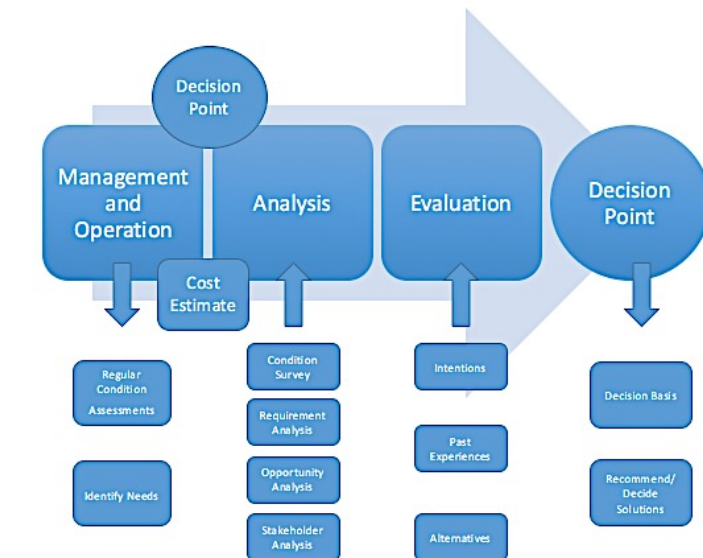 Decision
Point
Management
and
Operation
Analysis
Evaluation
Decision
Point
Cost
Estimate
Regular
Condition
Assessments
Identify Needs
Condition
Survey
Requirement
Analysis
Opportunity
Analysis
Stakeholder
Analysis
Intentions
Past
Experiences
Alternatives
Decision Basis
Recommend/
Decide
Solutions